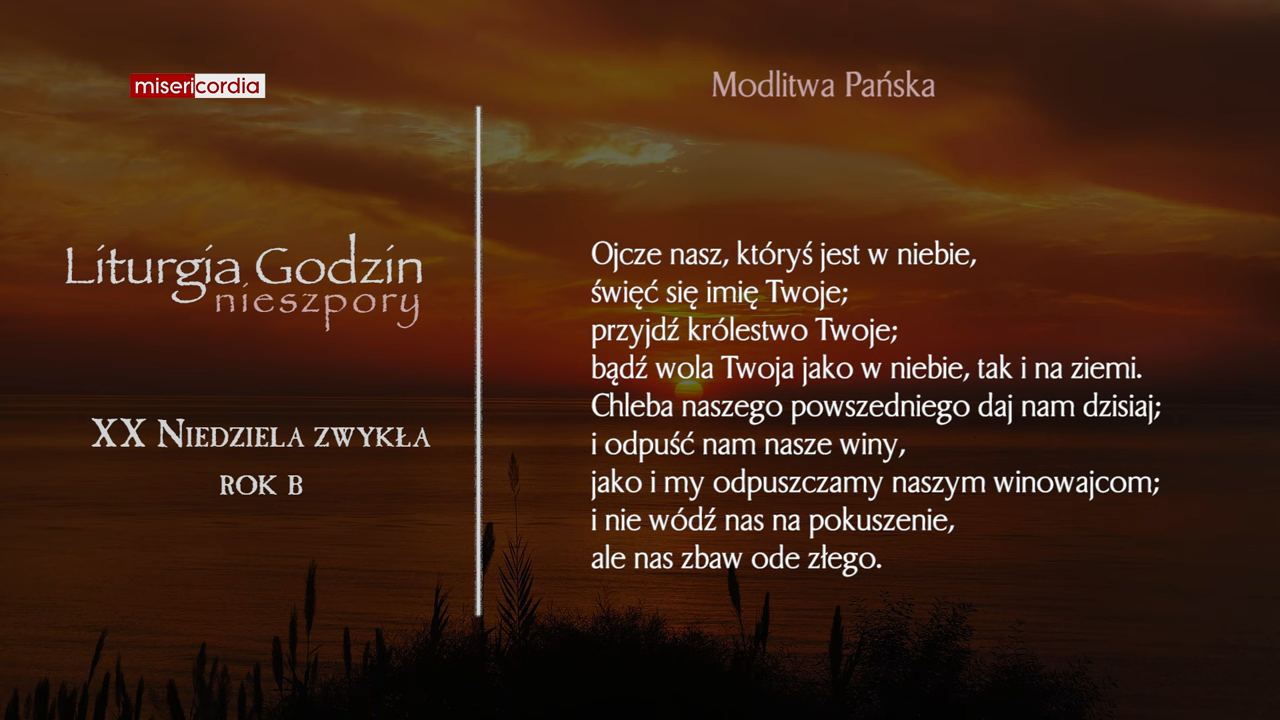 misericordia
Liturgia Godzin
nieszpory
XX Niedziela zwykła
rok B
Modlitwa Pańska
Ojcze nasz, któryś jest w niebie,
święć się imię Twoje;
przyjdź królestwo Twoje;
bądź wola Twoja jako w niebie, tak i na ziemi.
Chleba naszego powszedniego daj nam dzisiaj;
i odpuść nam nasze winy,
jako i my odpuszczamy naszym winowajcom;
i nie wódź nas na pokuszenie,
ale nas zbaw ode złego.